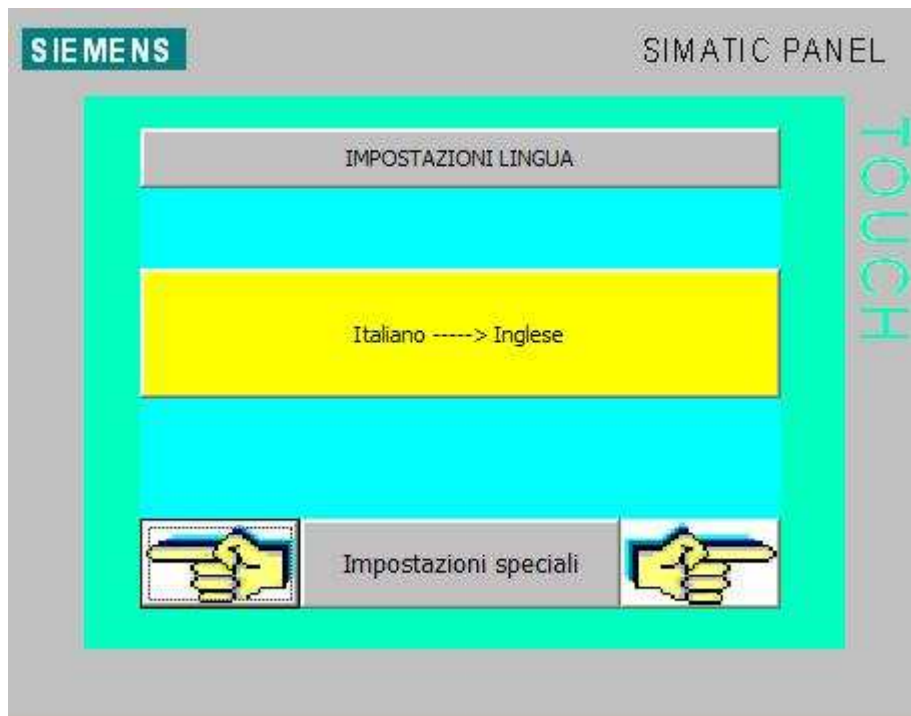 SIEMENS
SIMATIC PANEL
TOUCH
IMPOSTAZIONI LINGUA
Italiano -----> Inglese
Impostazioni speciali